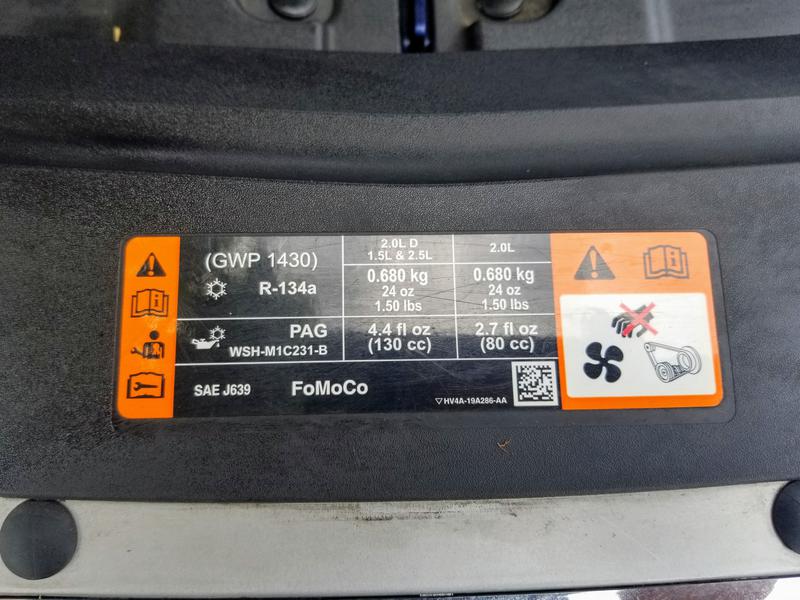 2.0L D
1.5L & 2.5L
2.0L
(GWP 1430)
R-134a
0.680 kg
24 oz
1.50 lbs
0.680 kg
24 oz
1.50 lbs
PAG
WSH-M1C231-B
4.4 fl oz
(130 cc)
2.7 fl oz
(80 cc)
SAE J639
FoMoCo
HV4A-19A286-AA